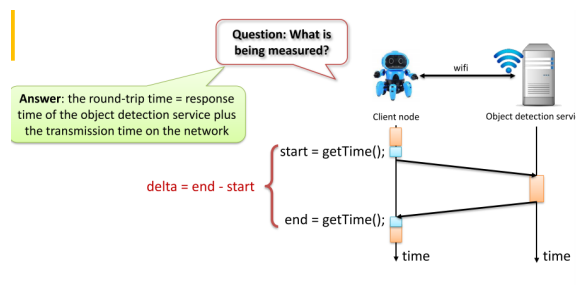 Question: What is
being measured?
wifi
Answer: the round-trip time = response
time of the object detection service plus
the transmission time on the network
Client node
Object detection servi
start = getTime();
delta = end - start
end = getTime();
time
time